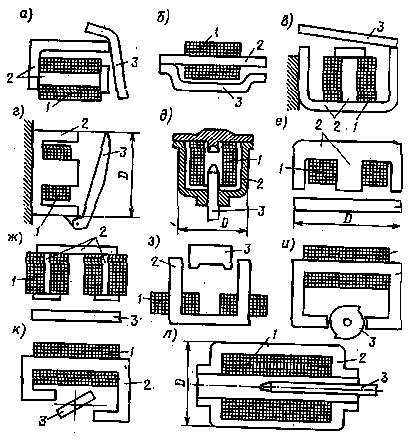 а) б) в)
1 2 3
2 3 1
3 2 1
г) д) е)
2 3 1 D
1 2 3 D
2 1 D
ж) з) и)
1 2 3
2 3 1
3
к) л)
1 2 3
D 1 2 3